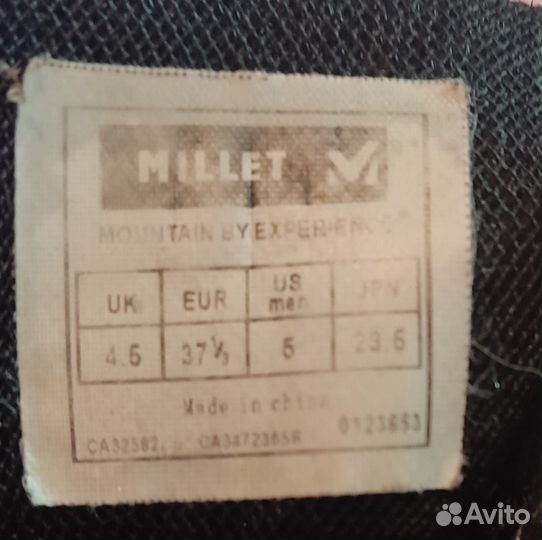 MILLET
MOUNTAIN BY EXPERIENCE®
UK EUR US men JPN
4.5 37⅓ 5 23.5
Made in china
CA32582 CA3472365R 0123653
Avito